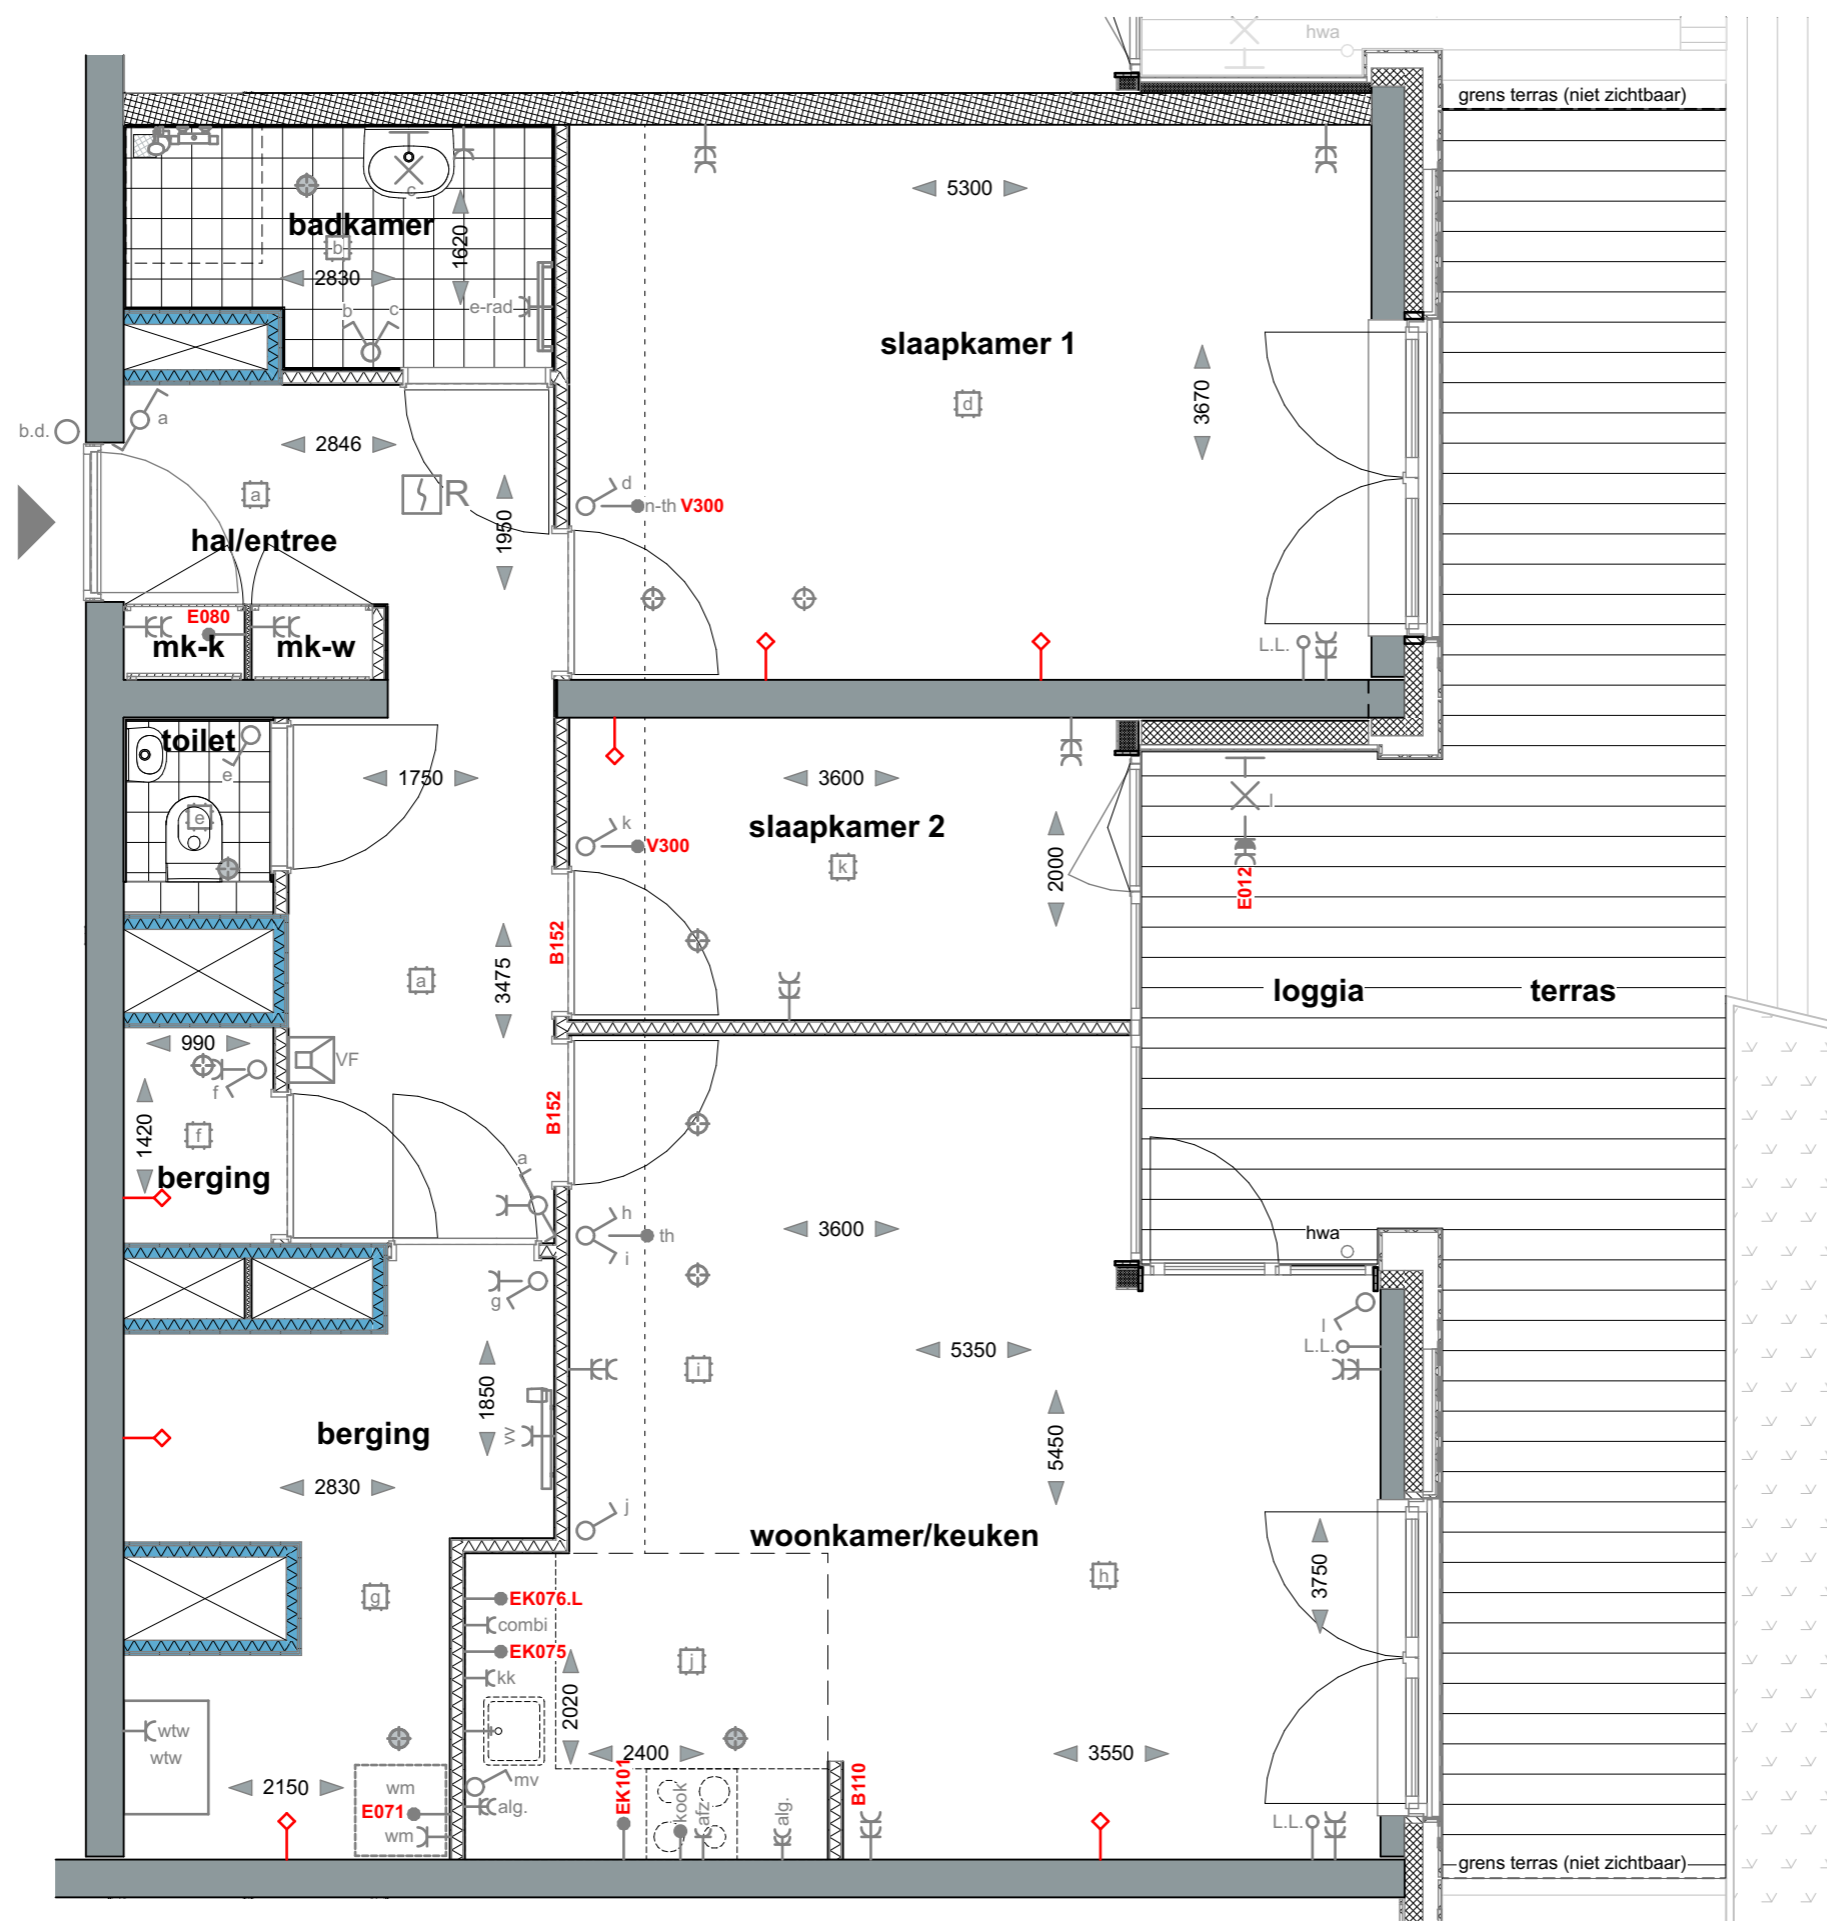 hwa
grens terras (niet zichtbaar)
5300
c
badkamer
b
1620
2830
b
c
e-rad
slaapkamer 1
d
3670
b.d.
a
2846
a
R
1950
d
n-th V300
hal/entree
E080
mk-k
mk-w
L.L.
toilet
e
e
1750
3600
slaapkamer 2
k
V300
k
2000
l
E012
B152
3475
a
loggia
terras
990
f
VF
f
1420
berging
B152
a
h
i
th
3600
hwa
g
l
L.L.
5350
i
1850
5450
berging
vv
2830
j
woonkamer/keuken
3750
h
g
EK076.L
combi
EK075
kk
j
2020
wtw
wtw
2400
3550
2150
wm
mv
E071
alg.
wm
EK101
kook
afz
alg.
B110
L.L.
grens terras (niet zichtbaar)